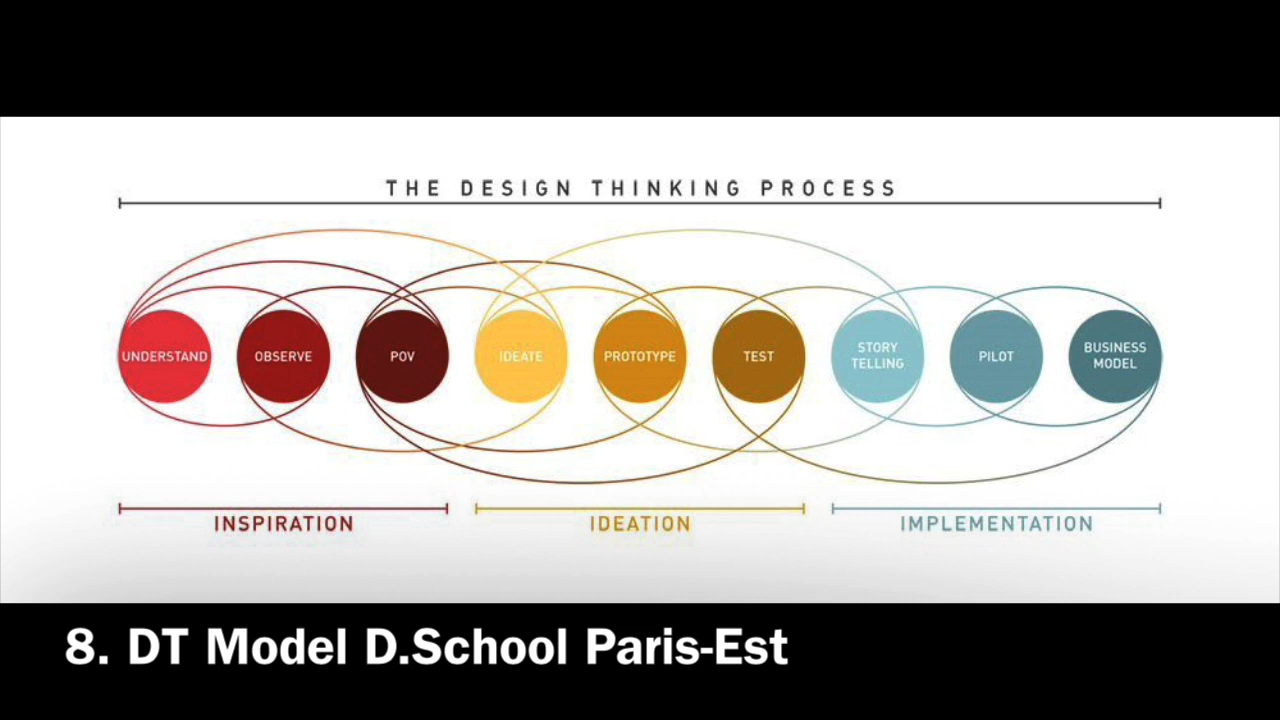 THE DESIGN THINKING PROCESS
UNDERSTAND
OBSERVE
POV
IDEATE
PROTOTYPE
TEST
STORY
TELLING
PILOT
BUSINESS
MODEL
INSPIRATION
IDEATION
IMPLEMENTATION
8. DT Model D.School Paris-Est